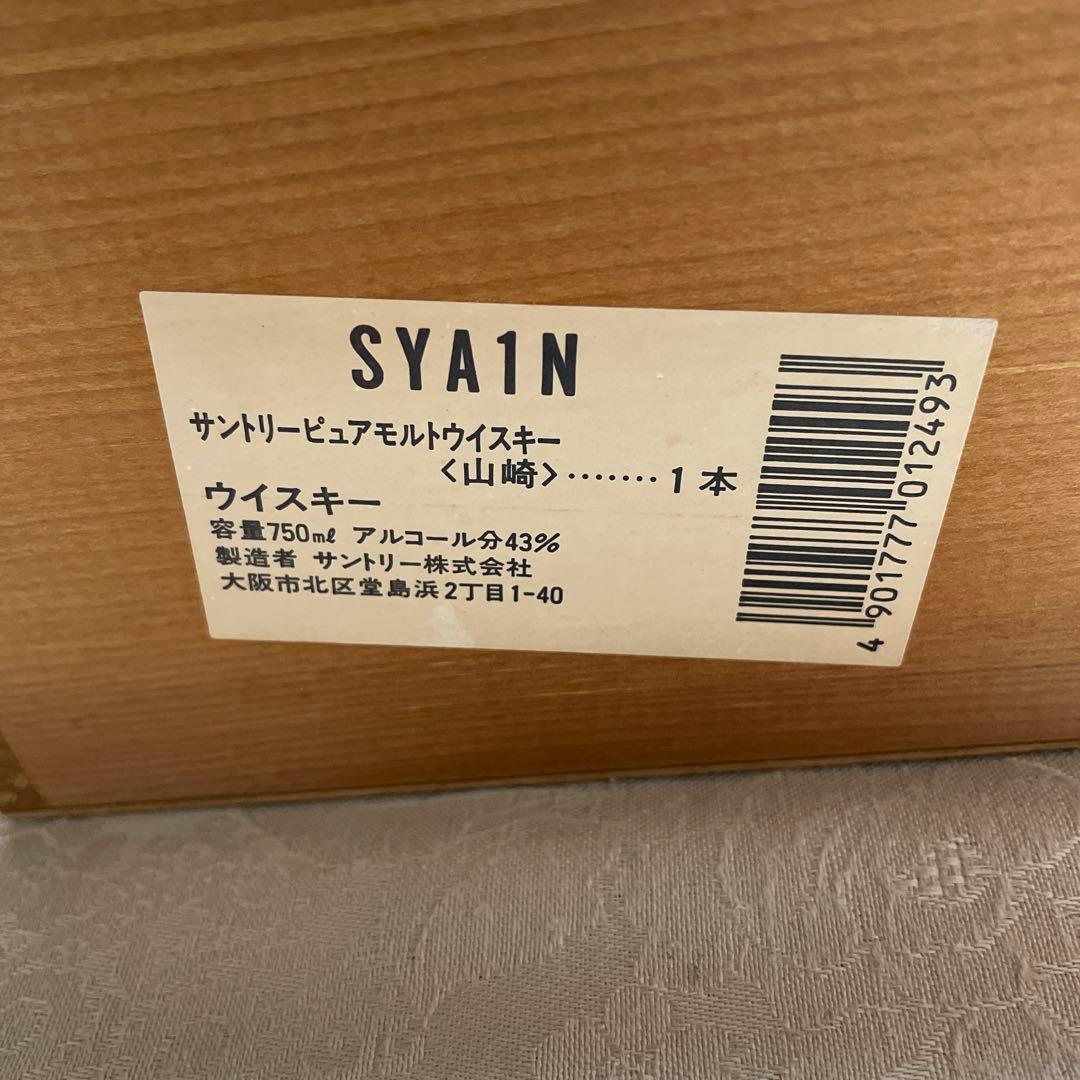 SYA1N
サントリーピュアモルトウイスキー
〈山崎〉‥‥‥‥1本
ウイスキー
容量750㎖ アルコール分43%
製造者 サントリー株式会社
大阪市北区堂島浜2丁目1-40
4901777012493